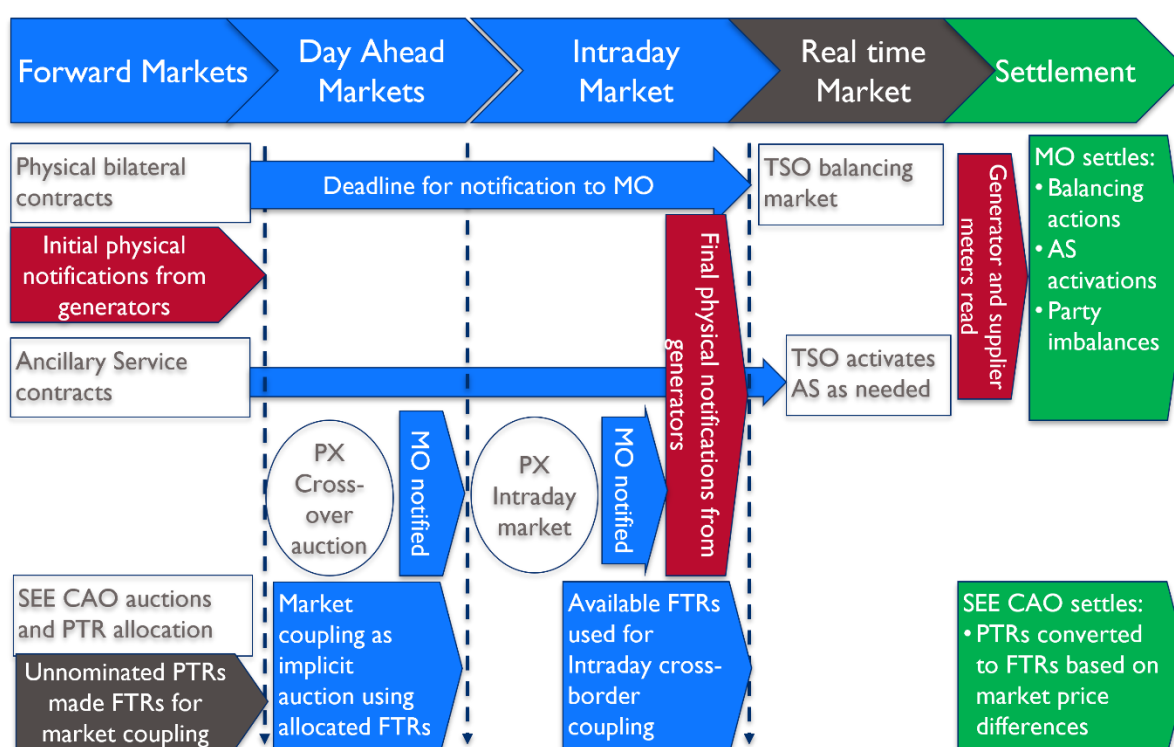 Forward Markets
Day Ahead
Markets
Intraday
Market
Real time
Market
Settlement
Physical bilateral
contracts
Deadline for notification to MO
TSO balancing
market
Generator and supplier
meters read
MO settles:
• Balancing
actions
• AS
activations
• Party
imbalances
Initial physical
notifications from
generators
Final physical notifications from
generators
Ancillary Service
contracts
TSO activates
AS as needed
PX
Cross-
over
auction
MO notified
PX
Intraday
market
MO notified
SEE CAO auctions
and PTR allocation
Unnominated PTRs
made FTRs for
market coupling
Market
coupling as
implicit
auction using
allocated FTRs
Available FTRs
used for
Intraday cross-
border
coupling
SEE CAO settles:
• PTRs converted
to FTRs based on
market price
differences